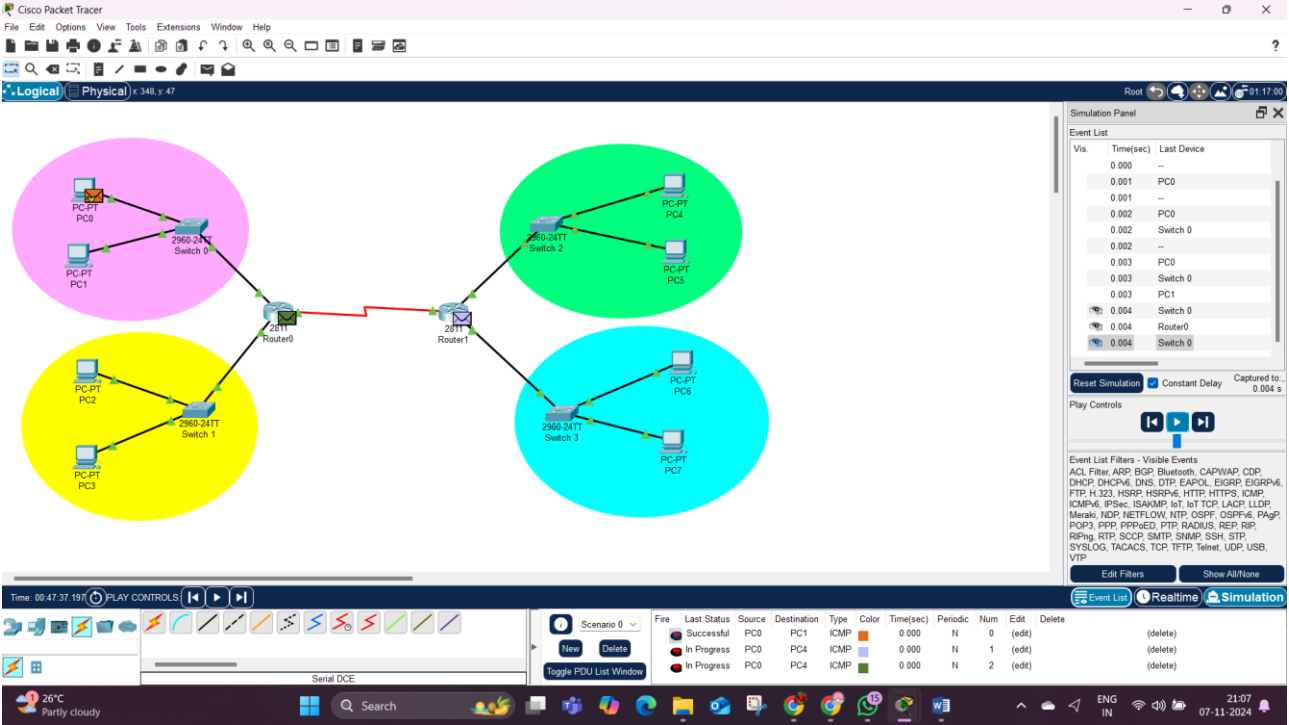 Cisco Packet Tracer
File Edit Options View Tools Extensions Window Help
?
Logical Physical x: 348, y: 47 Root 01:17:00
Simulation Panel
Event List
Vis. Time(sec) Last Device
0.000 --
0.001 PC0
0.001 --
0.002 PC0
0.002 Switch 0
0.002 --
0.003 PC0
0.003 Switch 0
0.003 PC1
0.004 Switch 0
0.004 Router0
0.004 Switch 0
Reset Simulation Constant Delay Captured to:
0.004 s
Play Controls
Event List Filters - Visible Events
ACL Filter, ARP, BGP, Bluetooth, CAPWAP, CDP,
DHCP, DHCPv6, DNS, DTP, EAPOL, EIGRP, EIGRPv6,
FTP, H.323, HSRP, HSRPv6, HTTP, HTTPS, ICMP,
ICMPv6, IPSec, ISAKMP, IoT, IoT TCP, LACP, LLDP,
Meraki, NDP, NETFLOW, NTP, OSPF, OSPFv6, PAgP,
POP3, PPP, PPPoED, PTP, RADIUS, REP, RIP,
RIPng, RTP, SCCP, SMTP, SNMP, SSH, STP,
SYSLOG, TACACS, TCP, TFTP, Telnet, UDP, USB,
VTP
Edit Filters Show All/None
PC-PT
PC0
PC-PT
PC1
2960-24TT
Switch 0
PC-PT
PC2
PC-PT
PC3
2960-24TT
Switch 1
2811
Router0
2811
Router1
2960-24TT
Switch 2
PC-PT
PC4
PC-PT
PC5
2960-24TT
Switch 3
PC-PT
PC6
PC-PT
PC7
Time: 00:47:37.197 PLAY CONTROLS: Event List Realtime Simulation
Scenario 0
New Delete
Toggle PDU List Window
Fire Last Status Source Destination Type Color Time(sec) Periodic Num Edit Delete
Successful PC0 PC1 ICMP 0.000 N 0 (edit) (delete)
In Progress PC0 PC4 ICMP 0.000 N 1 (edit) (delete)
In Progress PC0 PC4 ICMP 0.000 N 2 (edit) (delete)
Serial DCE
1
26°C
Partly cloudy
Search
15
ENG
IN
21:07
07-11-2024